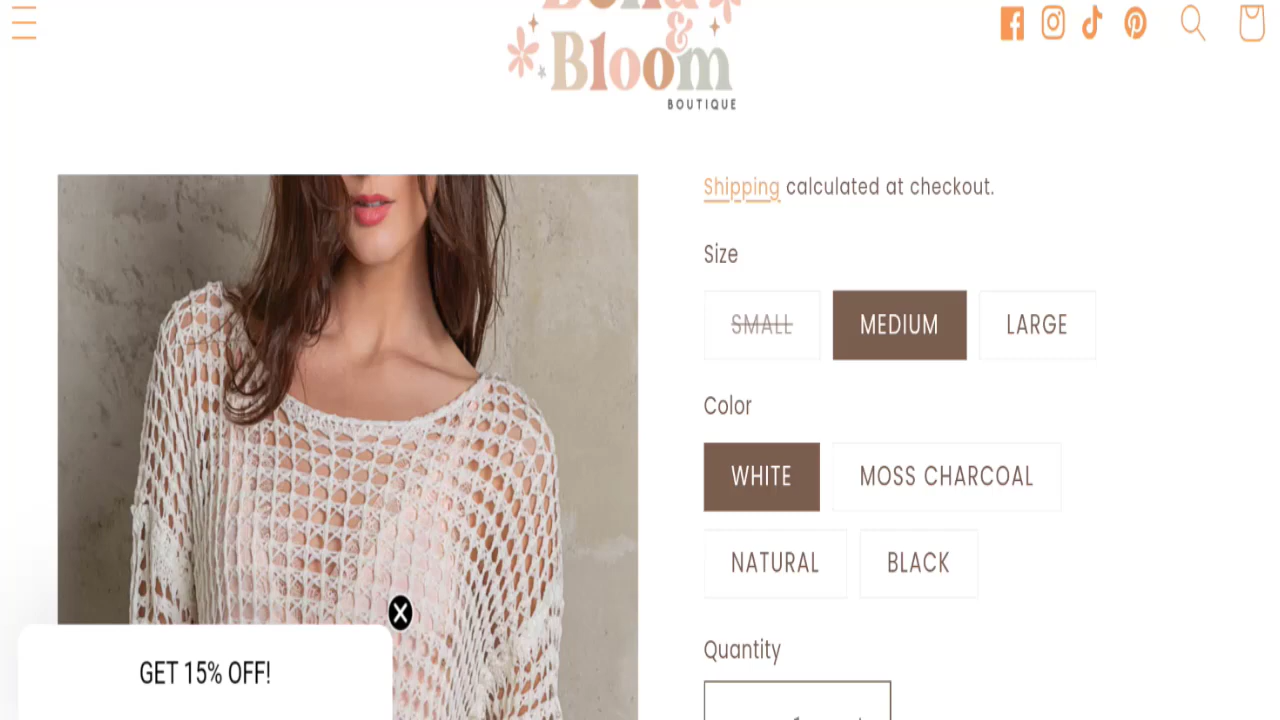 Bloom
BOUTIQUE
Shipping calculated at checkout.
Size
SMALL
MEDIUM
LARGE
Color
WHITE
MOSS CHARCOAL
NATURAL
BLACK
Quantity
GET 15% OFF!